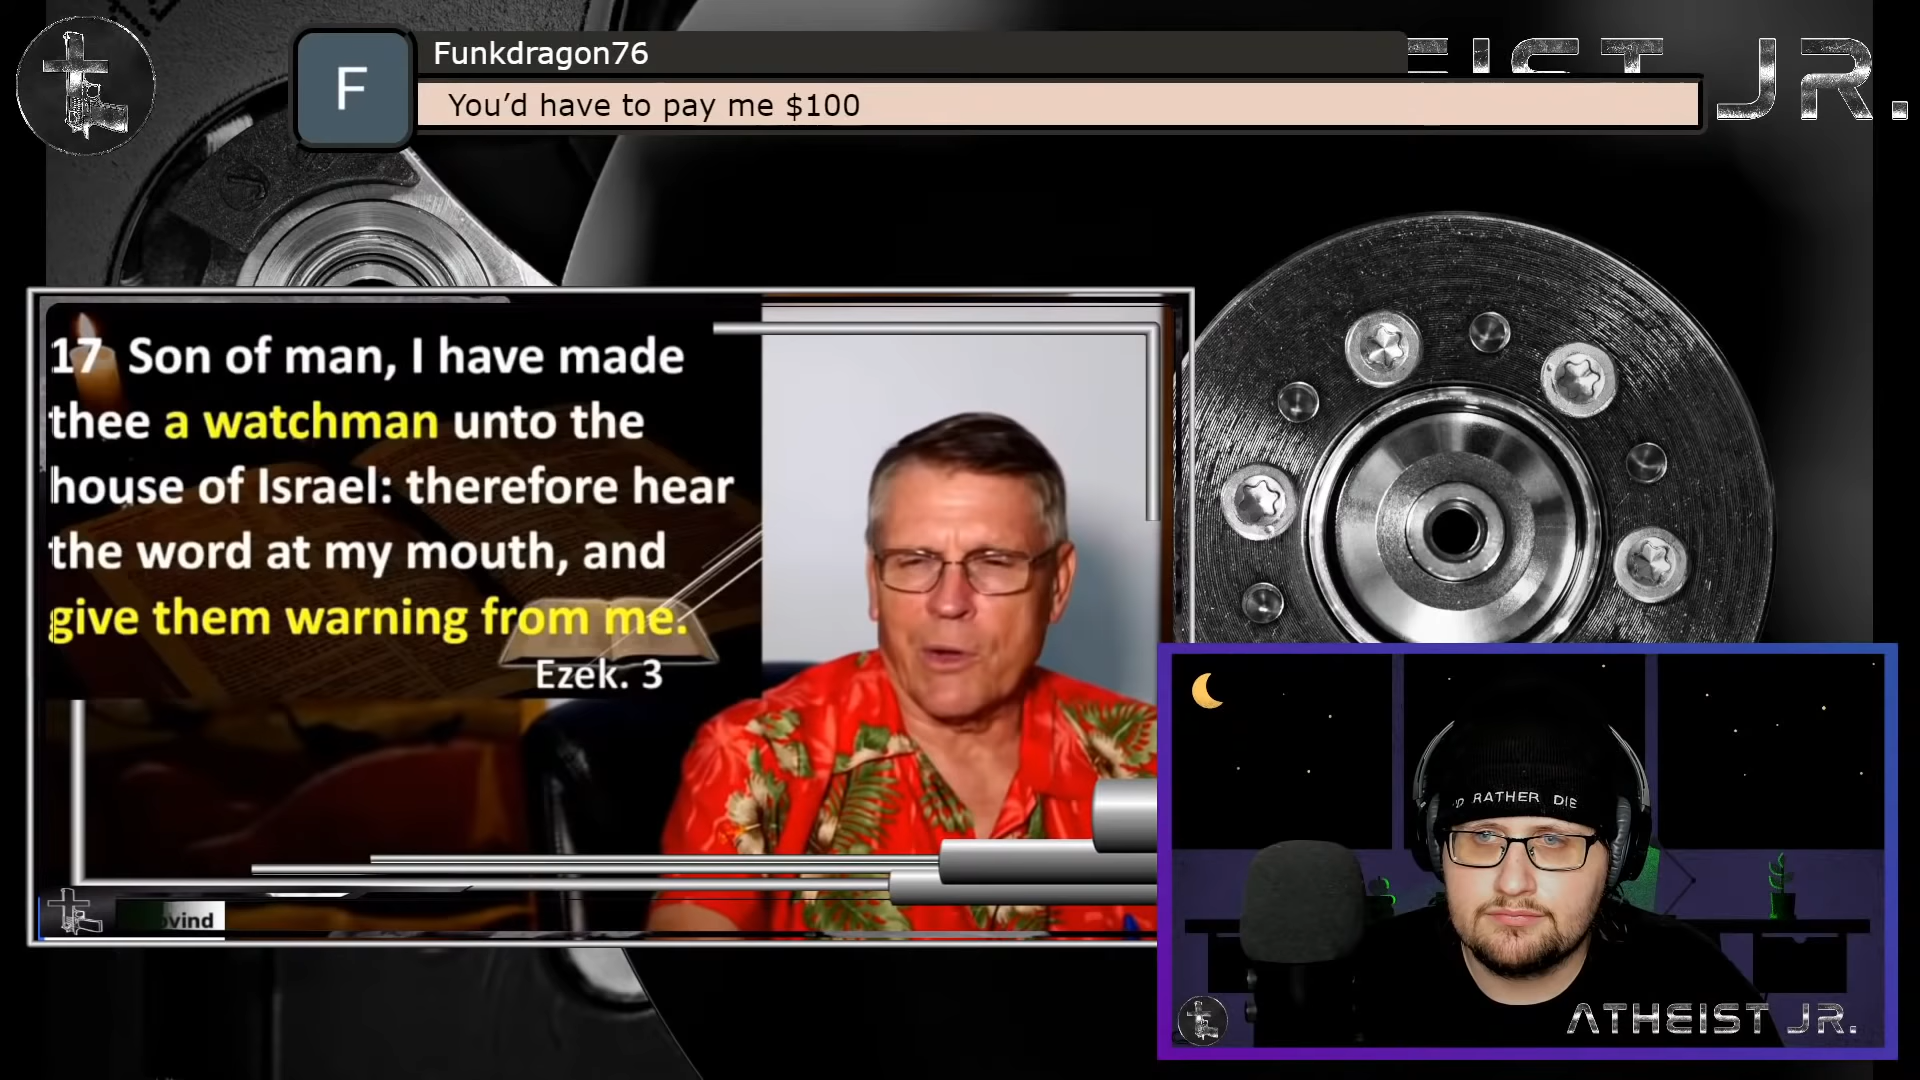 Funkdragon76
F
You’d have to pay me $100
EIST JR.
17 Son of man, I have made
thee a watchman unto the
house of Israel: therefore hear
the word at my mouth, and
give them warning from me.
Ezek. 3
ovind
RATHER DIE
ATHEIST JR.